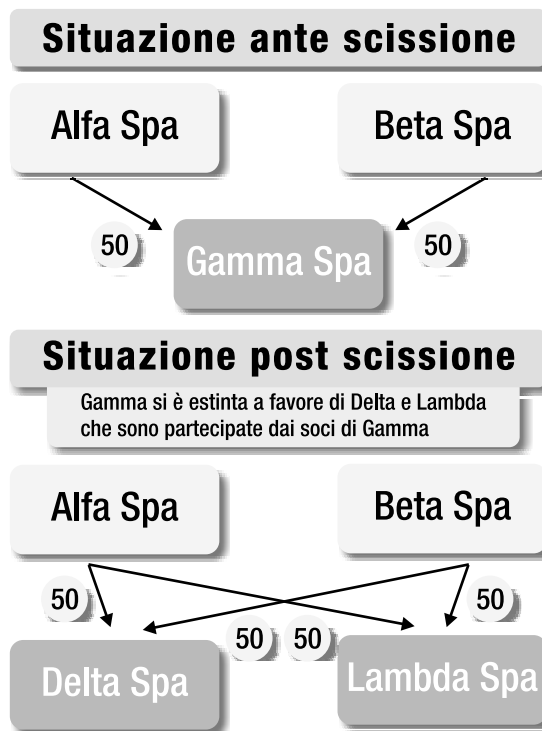 Situazione ante scissione
Alfa Spa
Beta Spa
50
50
Gamma Spa
Situazione post scissione
Gamma si è estinta a favore di Delta e Lambda
che sono partecipate dai soci di Gamma
Alfa Spa
Beta Spa
50
50
50
50
Delta Spa
Lambda Spa